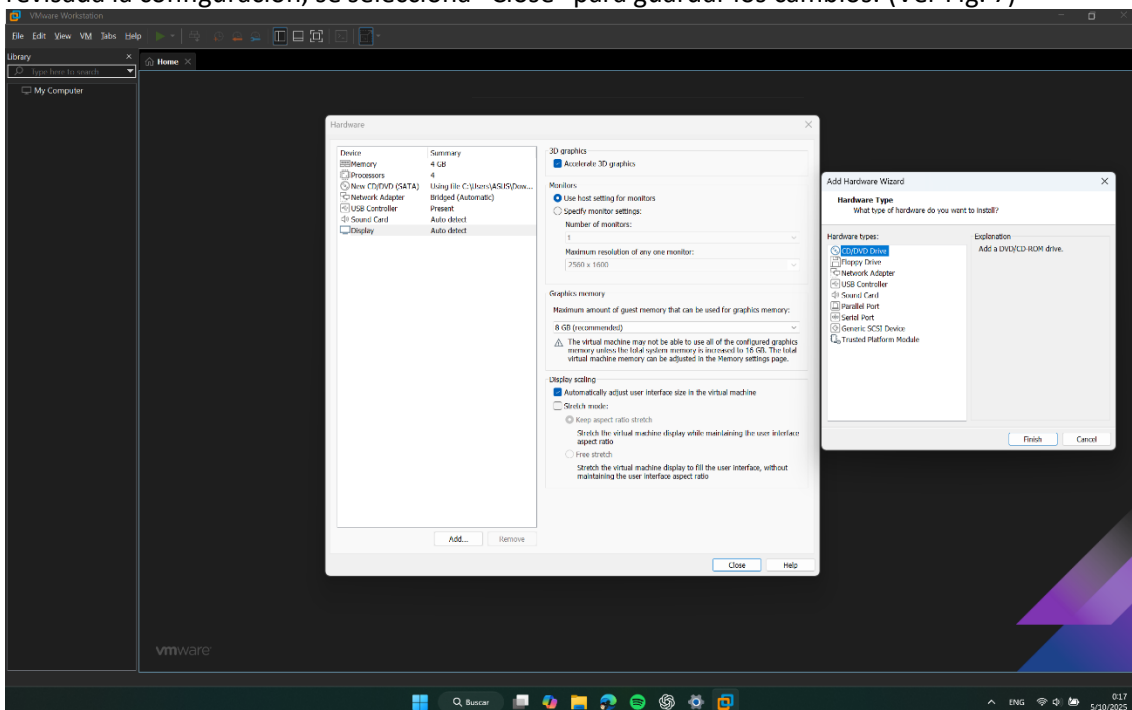 revisada la configuración, se selecciona "Close" para guardar los cambios. (Ver Fig. 7)
VMware Workstation
File Edit View VM Tabs Help
Library
Home
Type here to search
My Computer
Hardware
Device Summary
Memory 4 GB
Processors 4
New CD/DVD (SATA) Using file C:\Users\ASUS\Dow...
Network Adapter Bridged (Automatic)
USB Controller Present
Sound Card Auto detect
Display Auto detect
Add... Remove
3D graphics
Accelerate 3D graphics
Monitors
Use host setting for monitors
Specify monitor settings:
Number of monitors:
1
Maximum resolution of any one monitor:
2560 x 1600
Graphics memory
Maximum amount of guest memory that can be used for graphics memory:
8 GB (recommended)
The virtual machine may not be able to use all of the configured graphics
memory unless the total system memory is increased to 16 GB. The total
virtual machine memory can be adjusted in the Memory settings page.
Display scaling
Automatically adjust user interface size in the virtual machine
Stretch mode:
Keep aspect ratio stretch
Stretch the virtual machine display while maintaining the user interface
aspect ratio
Free stretch
Stretch the virtual machine display to fill the user interface, without
maintaining the user interface aspect ratio
Close Help
Add Hardware Wizard
Hardware Type
What type of hardware do you want to install?
Hardware types:
CD/DVD Drive
Floppy Drive
Network Adapter
USB Controller
Sound Card
Parallel Port
Serial Port
Generic SCSI Device
Trusted Platform Module
Explanation
Add a DVD/CD-ROM drive.
Finish Cancel
vmware
Buscar
ENG
0:17
5/10/2025